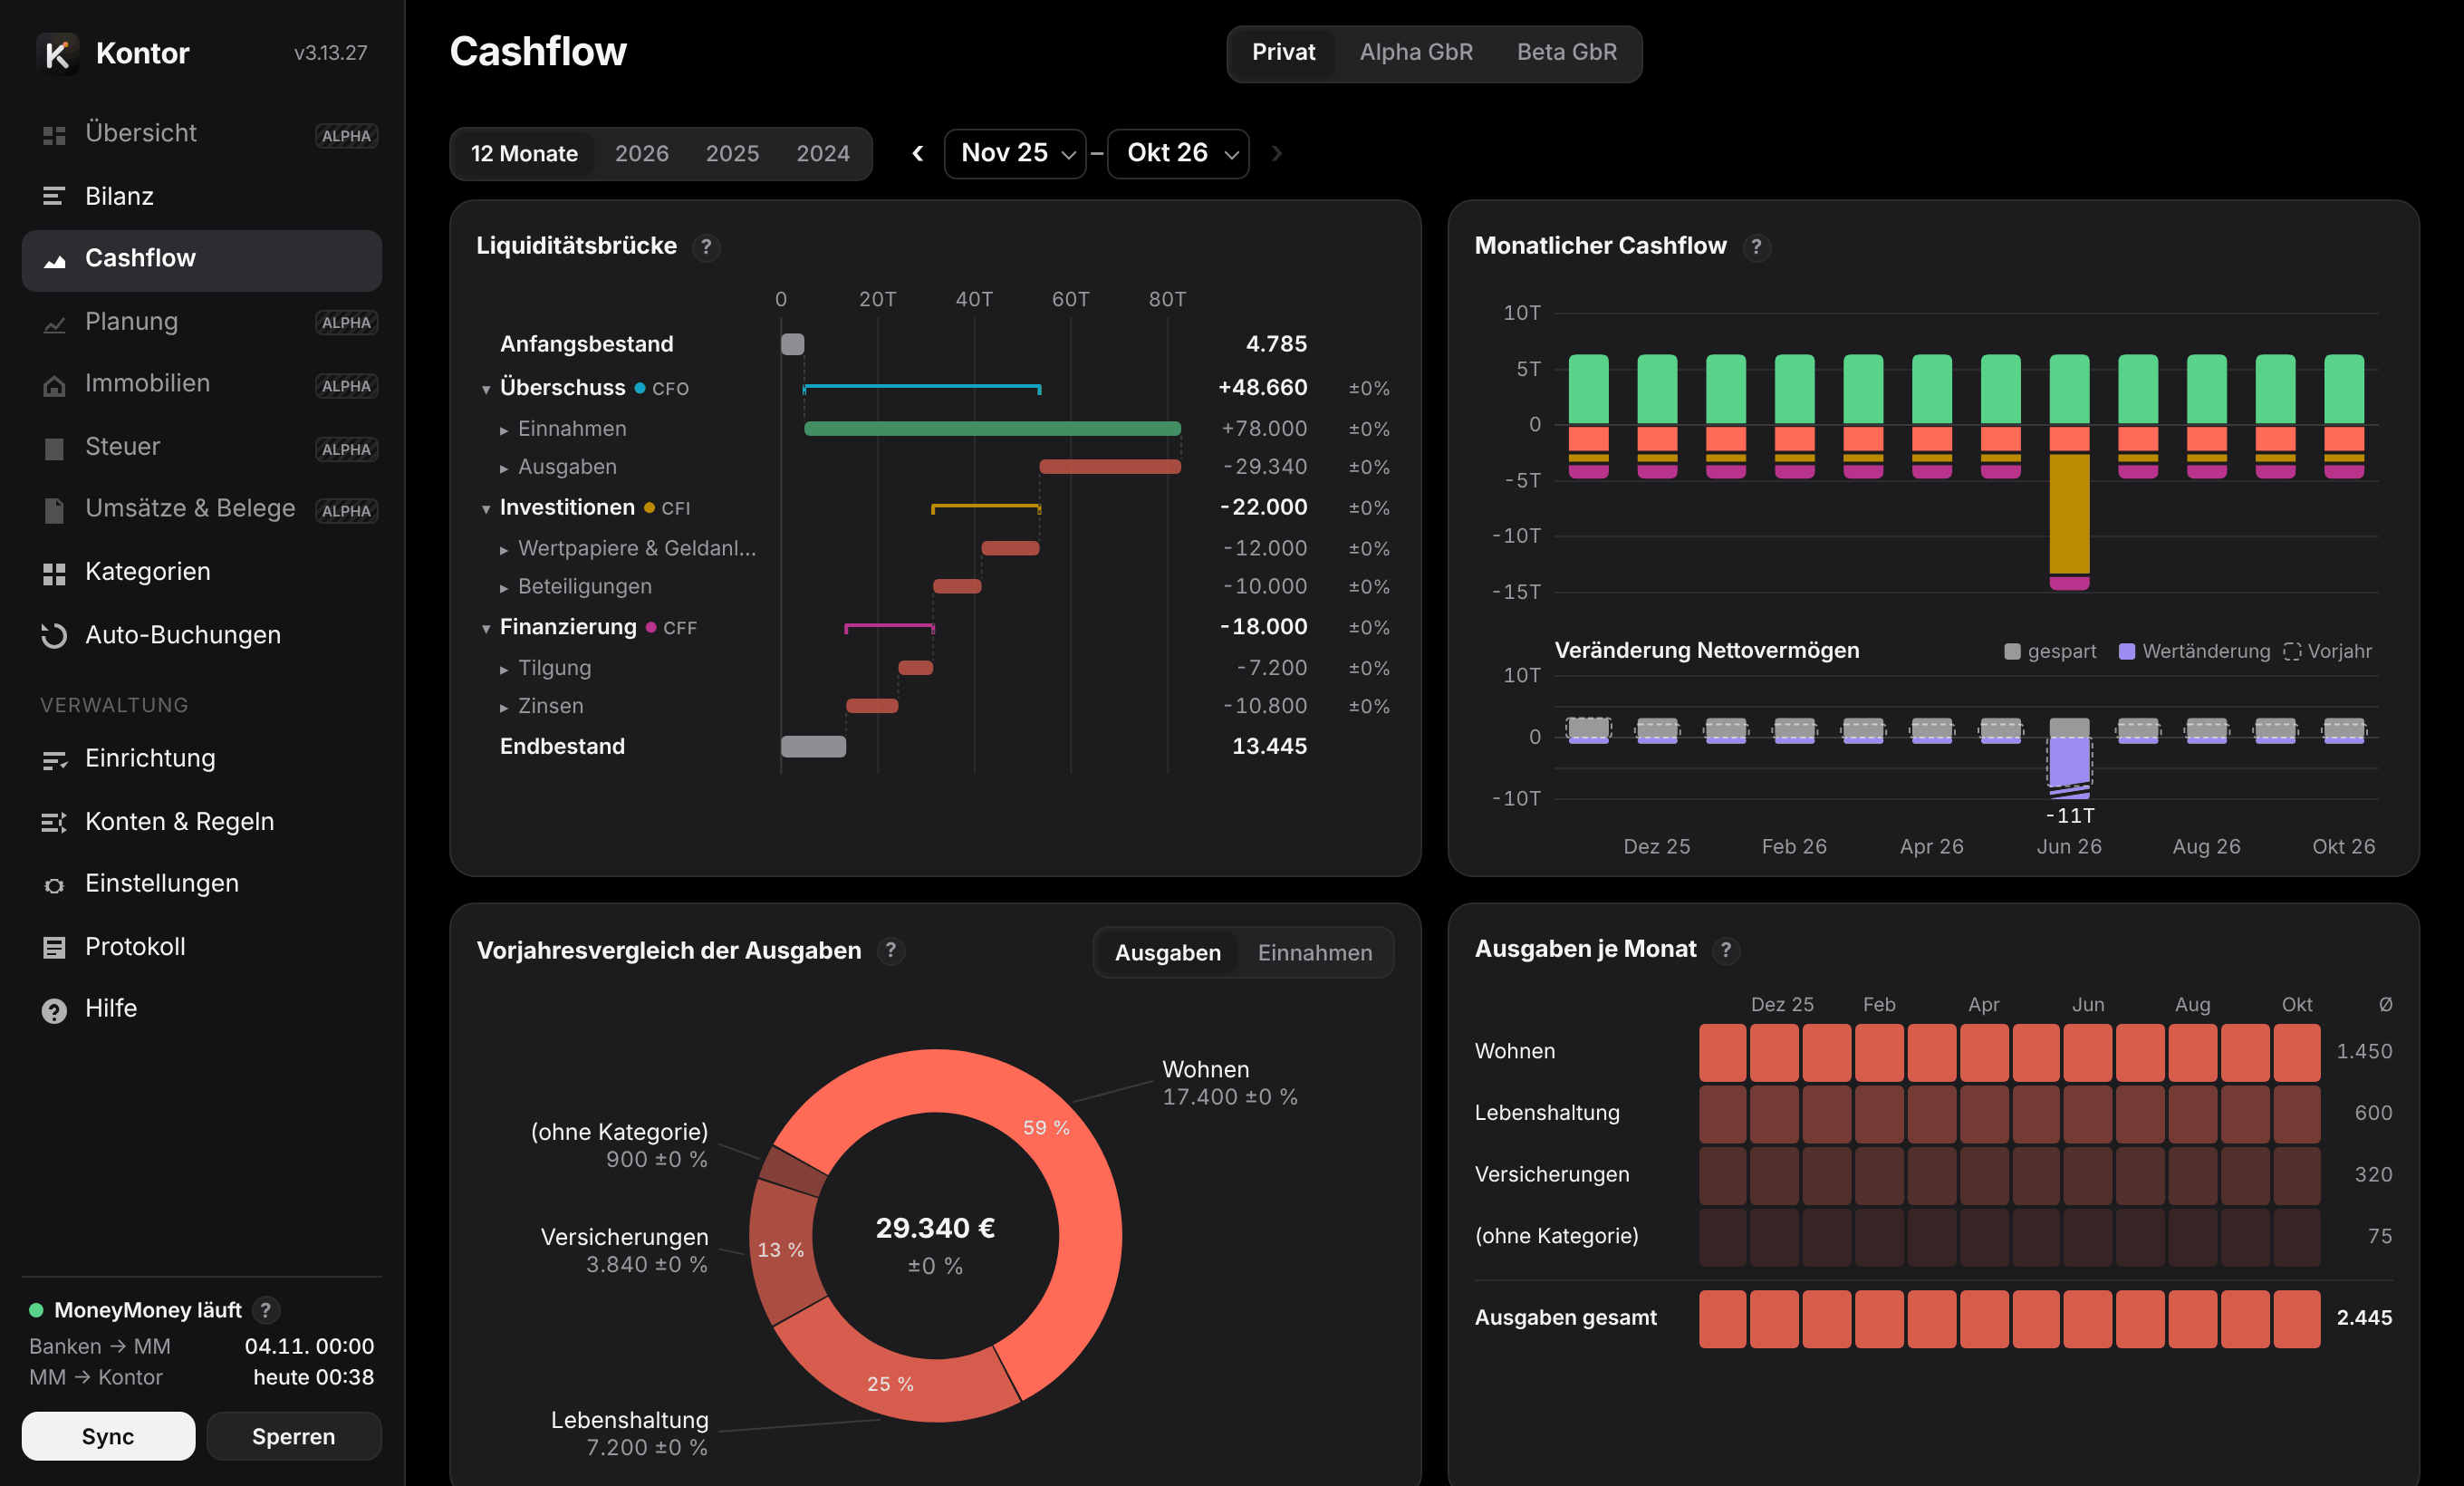 Kontor v3.13.27
Übersicht ALPHA
Bilanz
Cashflow
Planung ALPHA
Immobilien ALPHA
Steuer ALPHA
Umsätze & Belege ALPHA
Kategorien
Auto-Buchungen
VERWALTUNG
Einrichtung
Konten & Regeln
Einstellungen
Protokoll
Hilfe
MoneyMoney läuft ?
Banken → MM 04.11. 00:00
MM → Kontor heute 00:38
Sync Sperren
Cashflow
Privat Alpha GbR Beta GbR
12 Monate 2026 2025 2024 Nov 25 – Okt 26
Liquiditätsbrücke ?
0 20T 40T 60T 80T
Anfangsbestand 4.785
Überschuss CFO +48.660 ±0%
Einnahmen +78.000 ±0%
Ausgaben -29.340 ±0%
Investitionen CFI -22.000 ±0%
Wertpapiere & Geldanl... -12.000 ±0%
Beteiligungen -10.000 ±0%
Finanzierung CFF -18.000 ±0%
Tilgung -7.200 ±0%
Zinsen -10.800 ±0%
Endbestand 13.445
Monatlicher Cashflow ?
10T
5T
0
-5T
-10T
-15T
Veränderung Nettovermögen gespart Wertänderung Vorjahr
10T
0
-10T
-11T
Dez 25 Feb 26 Apr 26 Jun 26 Aug 26 Okt 26
Vorjahresvergleich der Ausgaben ? Ausgaben Einnahmen
Wohnen
17.400 ±0 %
59 %
(ohne Kategorie)
900 ±0 %
Versicherungen
3.840 ±0 %
13 %
29.340 €
±0 %
25 %
Lebenshaltung
7.200 ±0 %
Ausgaben je Monat ?
Dez 25 Feb Apr Jun Aug Okt Ø
Wohnen 1.450
Lebenshaltung 600
Versicherungen 320
(ohne Kategorie) 75
Ausgaben gesamt 2.445